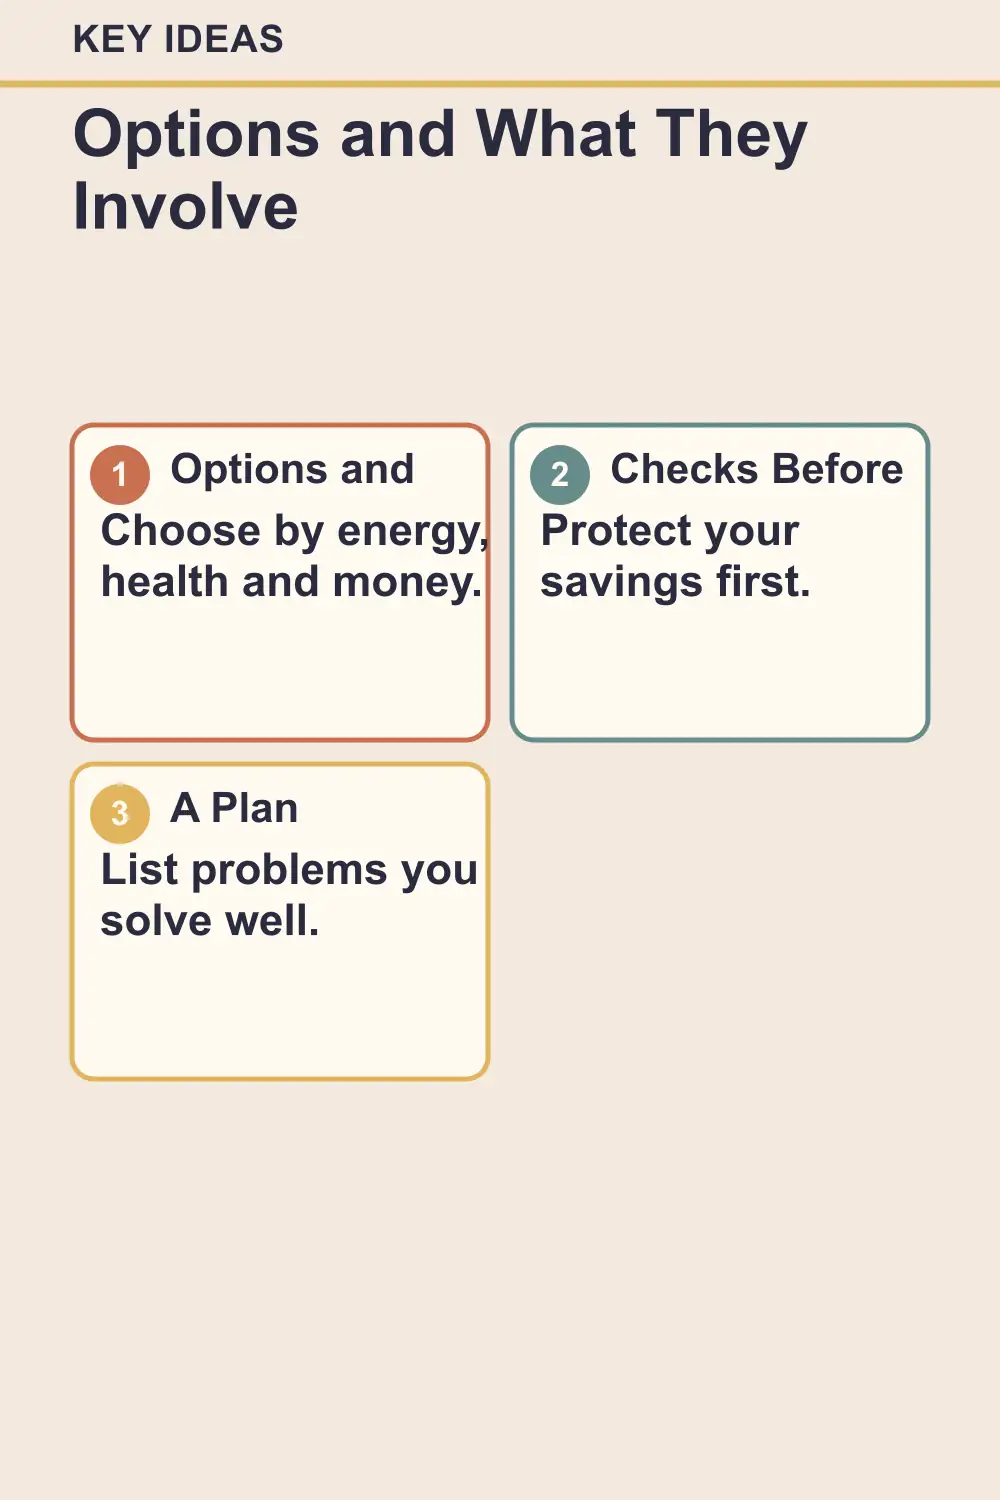 KEY IDEAS
Options and What They
Involve
1 Options and
Choose by energy,
health and money.
2 Checks Before
Protect your
savings first.
3 A Plan
List problems you
solve well.